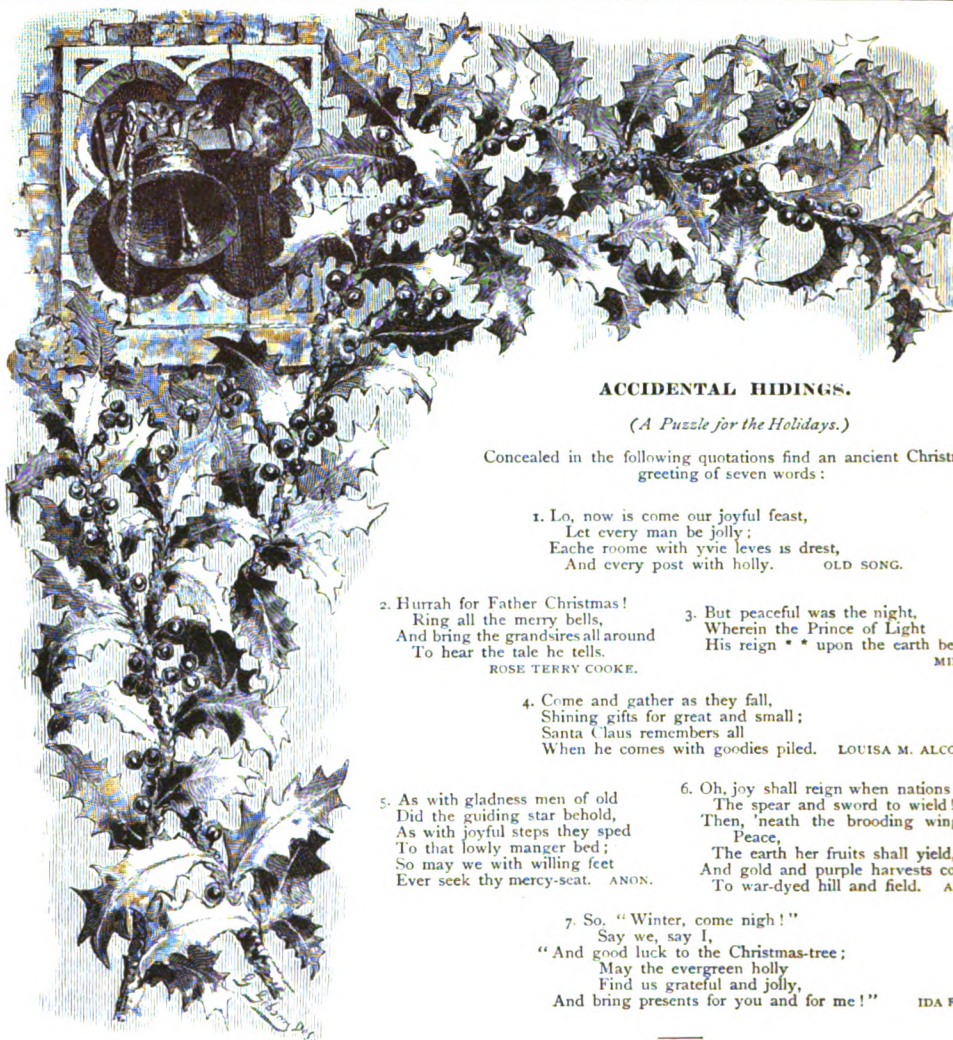 ACCIDENTAL HIDINGS.
(A Puzzle for the Holidays.)
Concealed in the following quotations find an ancient
greeting of seven words :
1. Lo, now is come our joyful feast,
Let every man be jolly ;
Eache roome with yvie leves is drest,
And every post with holly. OLD SONG.
2. Hurrah for Father Christmas !
Ring all the merry bells,
And bring the grandsires all around
To hear the tale he tells.
ROSE TERRY COOKE.
3. But peaceful was the night,
Wherein the Prince of Light
His reign * * upon the earth
4. Come and gather as they fall,
Shining gifts for great and small ;
Santa Claus remembers all
When he comes with goodies piled. LOUISA M.
5. As with gladness men of old
Did the guiding star behold,
As with joyful steps they sped
To that lowly manger bed ;
So may we with willing feet
Ever seek thy mercy-seat. ANON.
6. Oh, joy shall reign when nations
The spear and sword to wield !
Then, 'neath the brooding
Peace,
The earth her fruits shall yield,
And gold and purple harvests
To war-dyed hill and field.
7. So. "Winter, come nigh ! "
Say we, say I,
" And good luck to the Christmas-tree ;
May the evergreen holly
Find us grateful and jolly,
And bring presents for you and for me ! " IDA